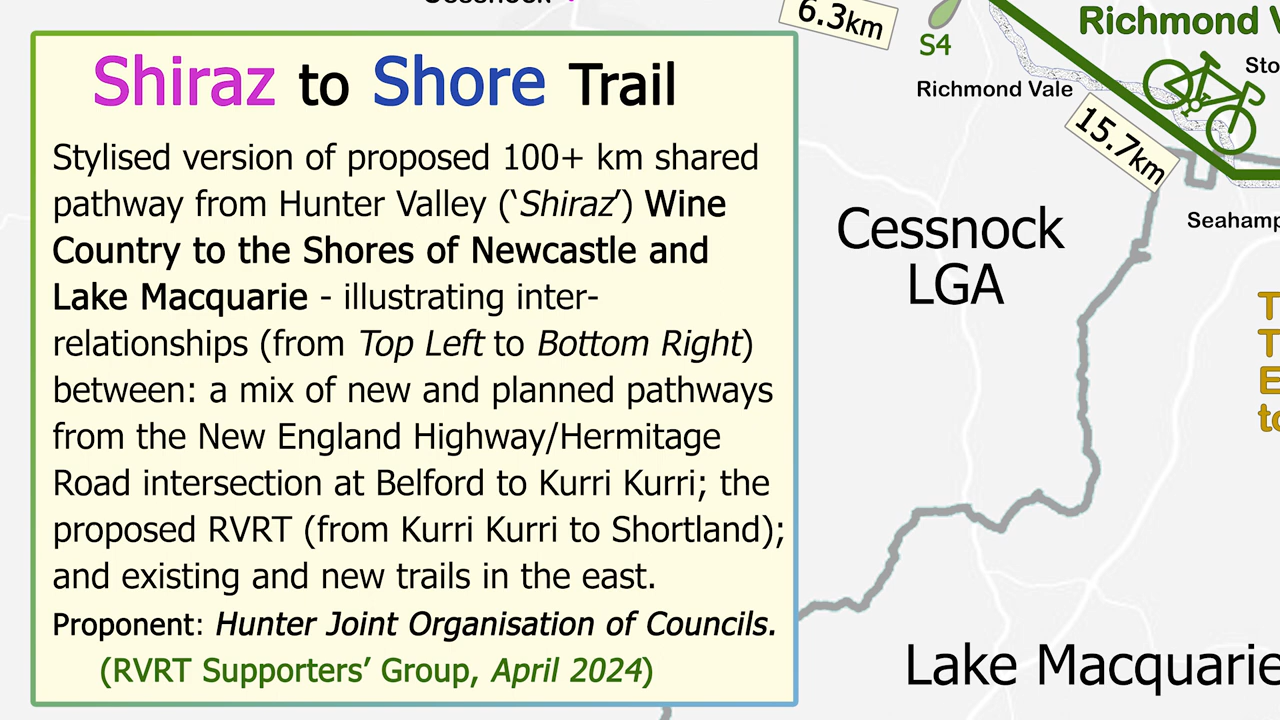 6.3km
Richmond
S4
Richmond Vale
15.7km
Cessnock
LGA
Lake Macquarie
Shiraz to Shore Trail
Stylised version of proposed 100+ km shared
pathway from Hunter Valley (‘Shiraz’) Wine
Country to the Shores of Newcastle and
Lake Macquarie - illustrating inter-
relationships (from Top Left to Bottom Right)
between: a mix of new and planned pathways
from the New England Highway/Hermitage
Road intersection at Belford to Kurri Kurri; the
proposed RVRT (from Kurri Kurri to Shortland);
and existing and new trails in the east.
Proponent: Hunter Joint Organisation of Councils.
(RVRT Supporters’ Group, April 2024)